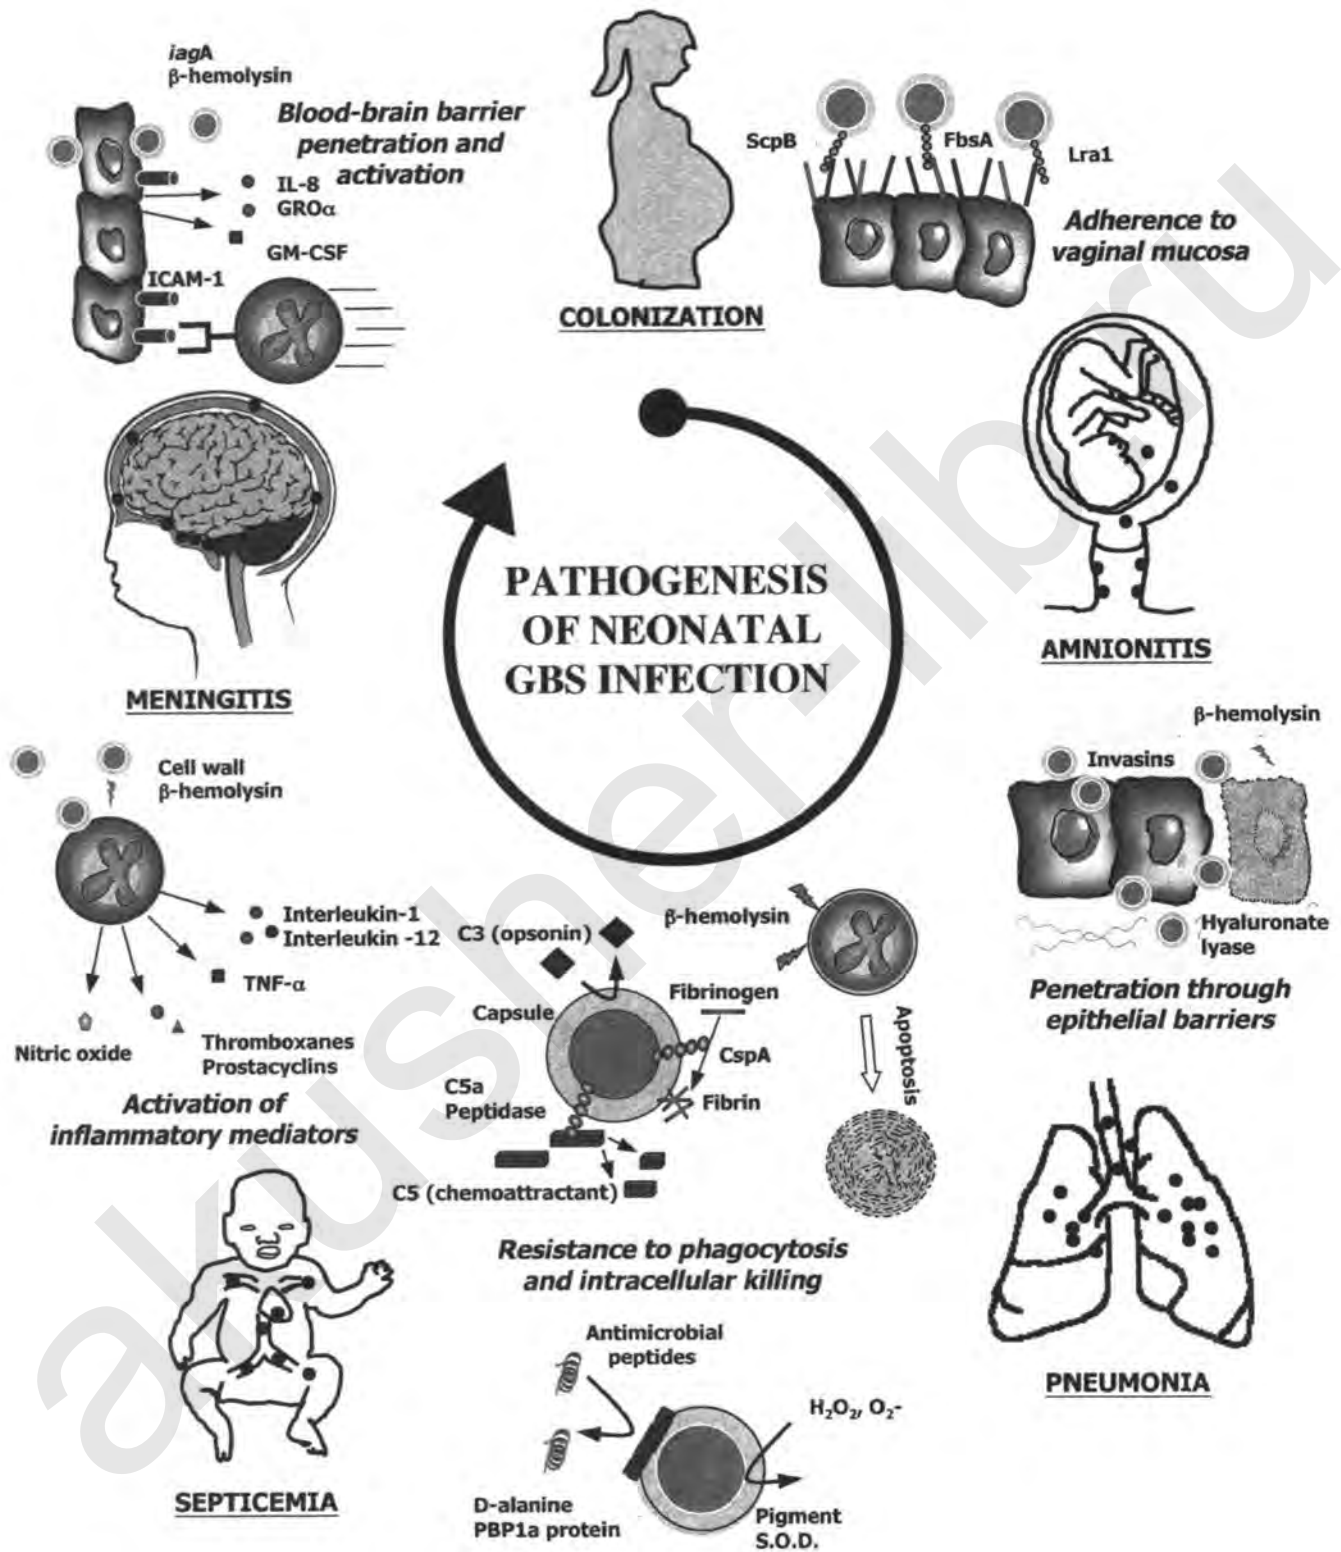 iagA
β-hemolysin
Blood-brain barrier
penetration and
activation
IL-8
GROα
GM-CSF
ICAM-1
COLONIZATION
ScpB
FbsA
Lra1
Adherence to
vaginal mucosa
AMNIONITIS
PATHOGENESIS
OF NEONATAL
GBS INFECTION
MENINGITIS
β-hemolysin
Invasins
Hyaluronate
lyase
Penetration through
epithelial barriers
PNEUMONIA
Cell wall
β-hemolysin
Interleukin-1
Interleukin -12
TNF-α
Nitric oxide
Thromboxanes
Prostacyclins
Activation of
inflammatory mediators
C3 (opsonin)
β-hemolysin
Capsule
Fibrinogen
CspA
Apoptosis
C5a
Peptidase
Fibrin
C5 (chemoattractant)
Resistance to phagocytosis
and intracellular killing
Antimicrobial
peptides
H₂O₂, O₂-
D-alanine
PBP1a protein
Pigment
S.O.D.
SEPTICEMIA
akusher-lib.ru